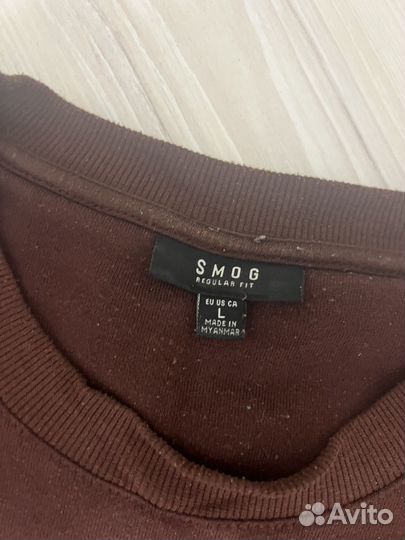 SMOG
REGULAR FIT
EU US CA
L
MADE IN
MYANMAR
Avito